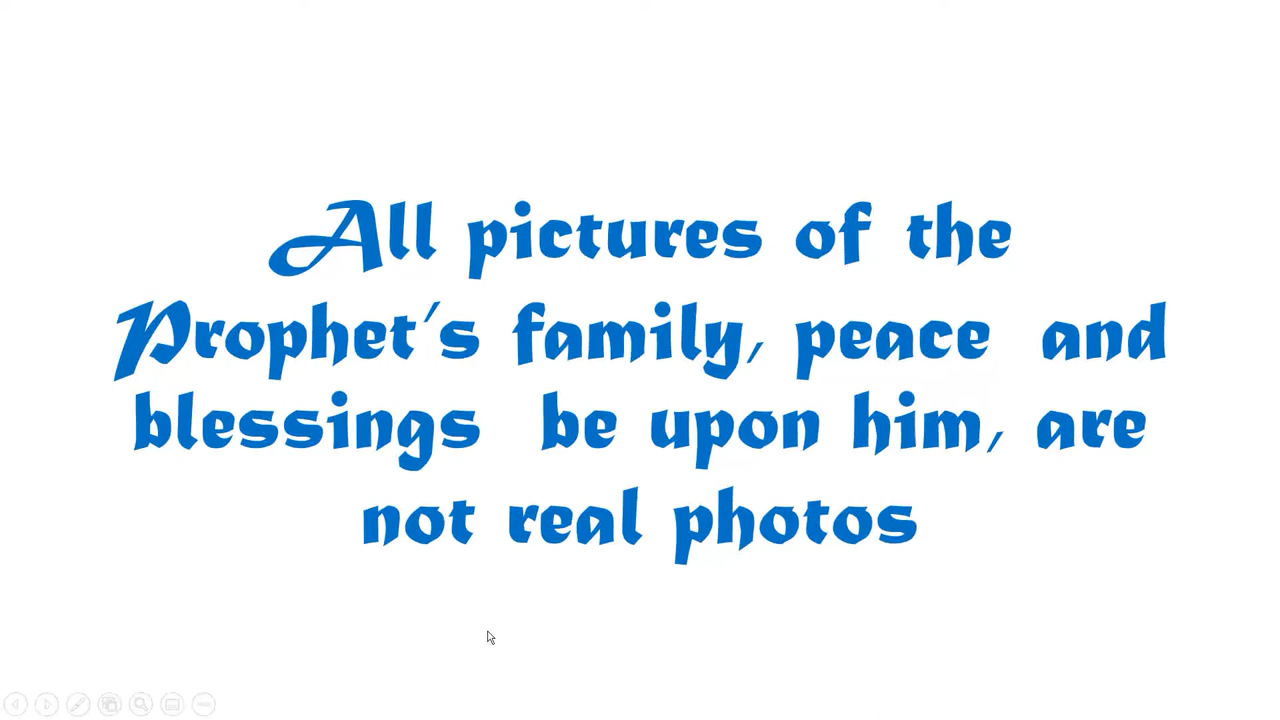 All pictures of the
Prophet's family, peace and
blessings be upon him, are
not real photos